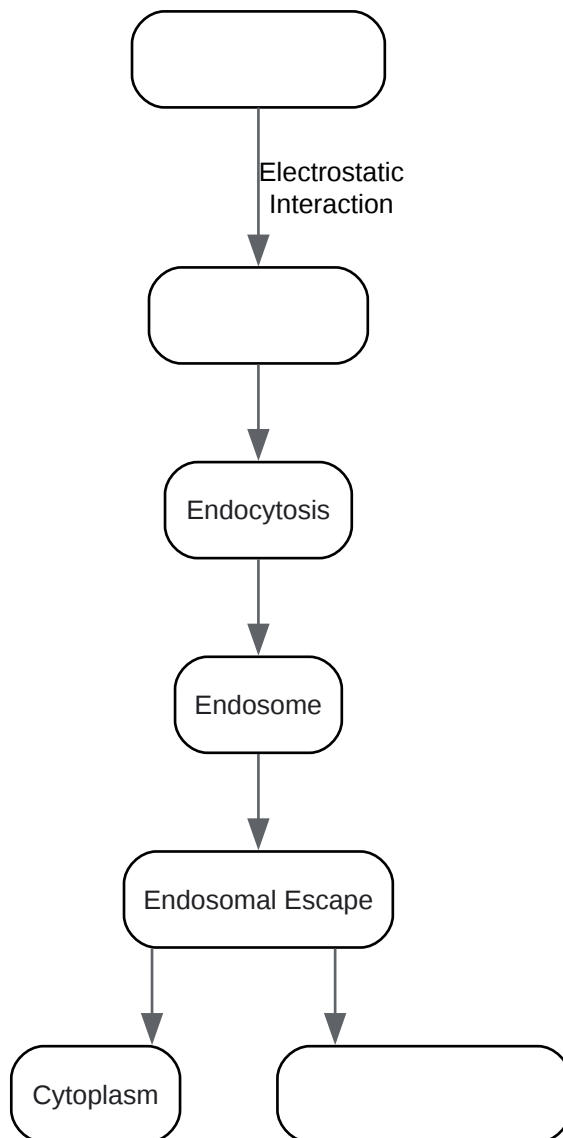 Electrostatic
Interaction
Endocytosis
Endosome
Endosomal Escape
Cytoplasm